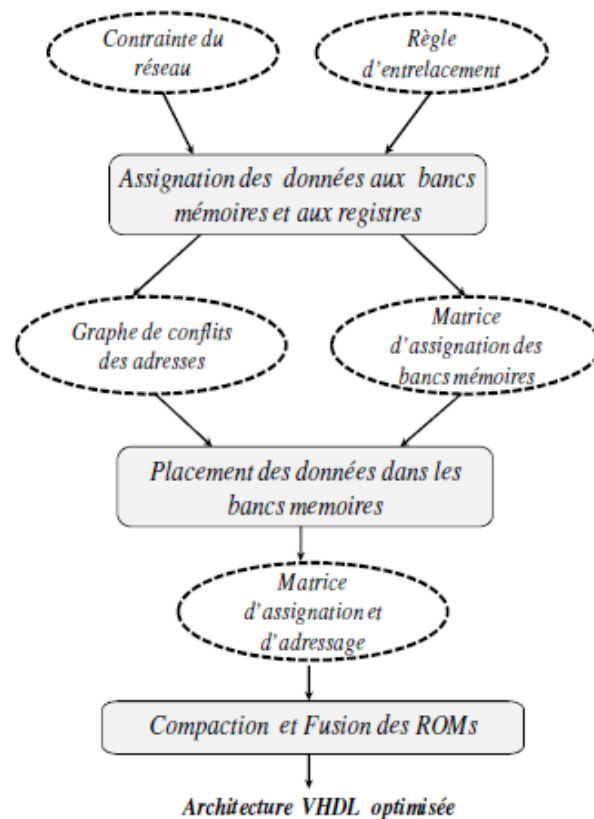 Contrainte du
réseau
Règle
d'entrelacement
Assignation des données aux bancs
mémoires et aux registres
Graphe de conflits
des adresses
Matrice
d'assignation des
bancs mémoires
Placement des données dans les
bancs memoires
Matrice
d'assignation et
d'adressage
Compaction et Fusion des ROMs
Architecture VHDL optimisée